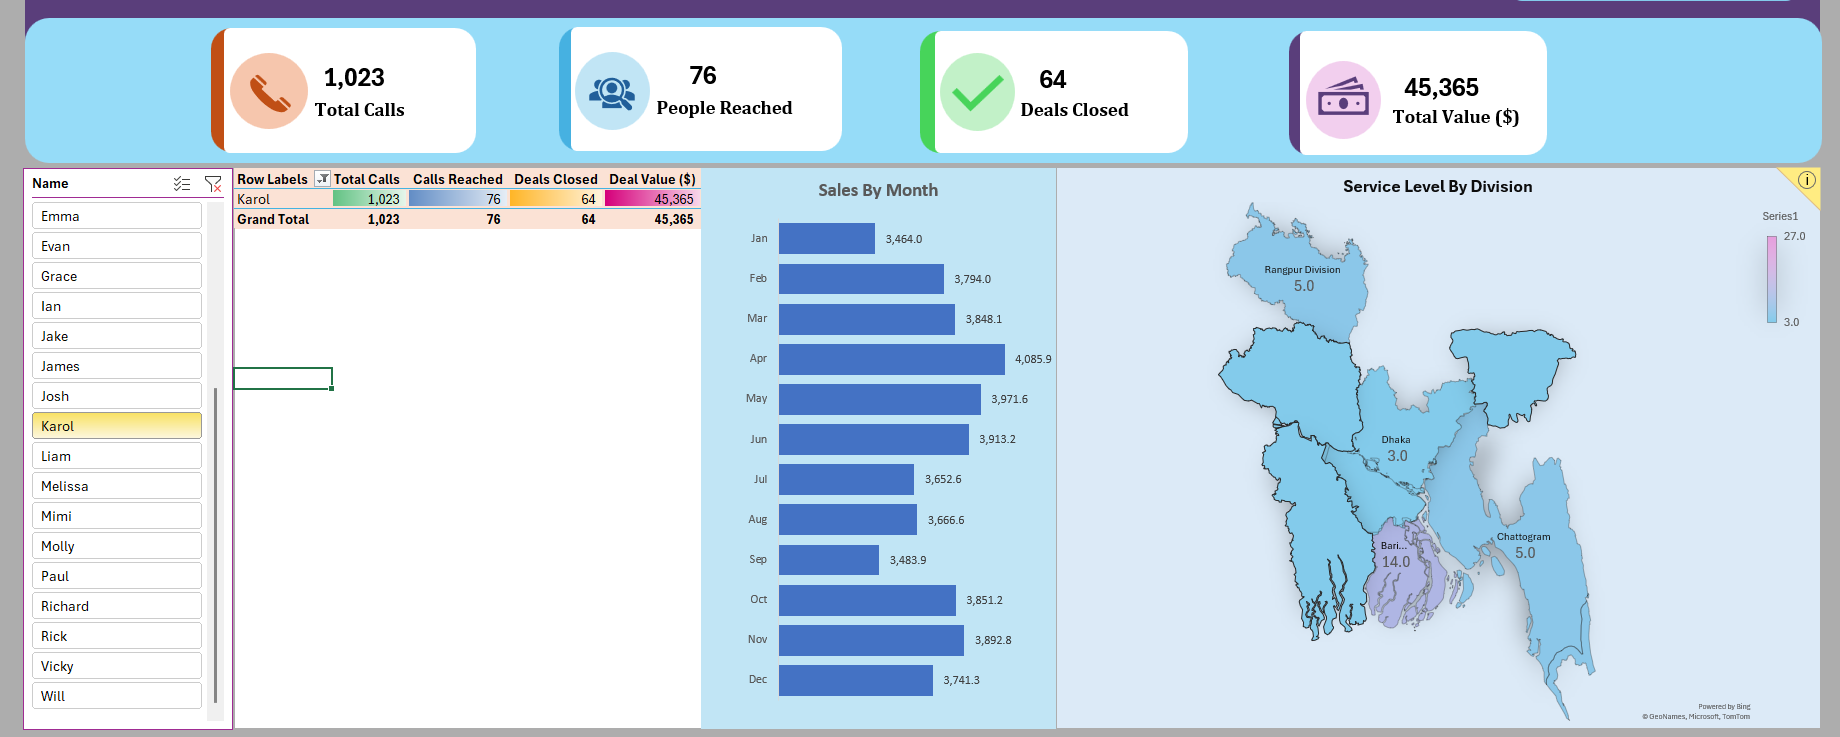 1,023
Total Calls
76
People Reached
64
Deals Closed
45,365
Total Value ($)
Name
Emma
Evan
Grace
Ian
Jake
James
Josh
Karol
Liam
Melissa
Mimi
Molly
Paul
Richard
Rick
Vicky
Will
Row Labels Total Calls Calls Reached Deals Closed Deal Value ($)
Karol 1,023 76 64 45,365
Grand Total 1,023 76 64 45,365
Sales By Month
Jan 3,464.0
Feb 3,794.0
Mar 3,848.1
Apr 4,085.9
May 3,971.6
Jun 3,913.2
Jul 3,652.6
Aug 3,666.6
Sep 3,483.9
Oct 3,851.2
Nov 3,892.8
Dec 3,741.3
Service Level By Division
Series1
27.0
3.0
Rangpur Division
5.0
Dhaka
3.0
Bari...
14.0
Chattogram
5.0
Powered by Bing
© GeoNames, Microsoft, TomTom